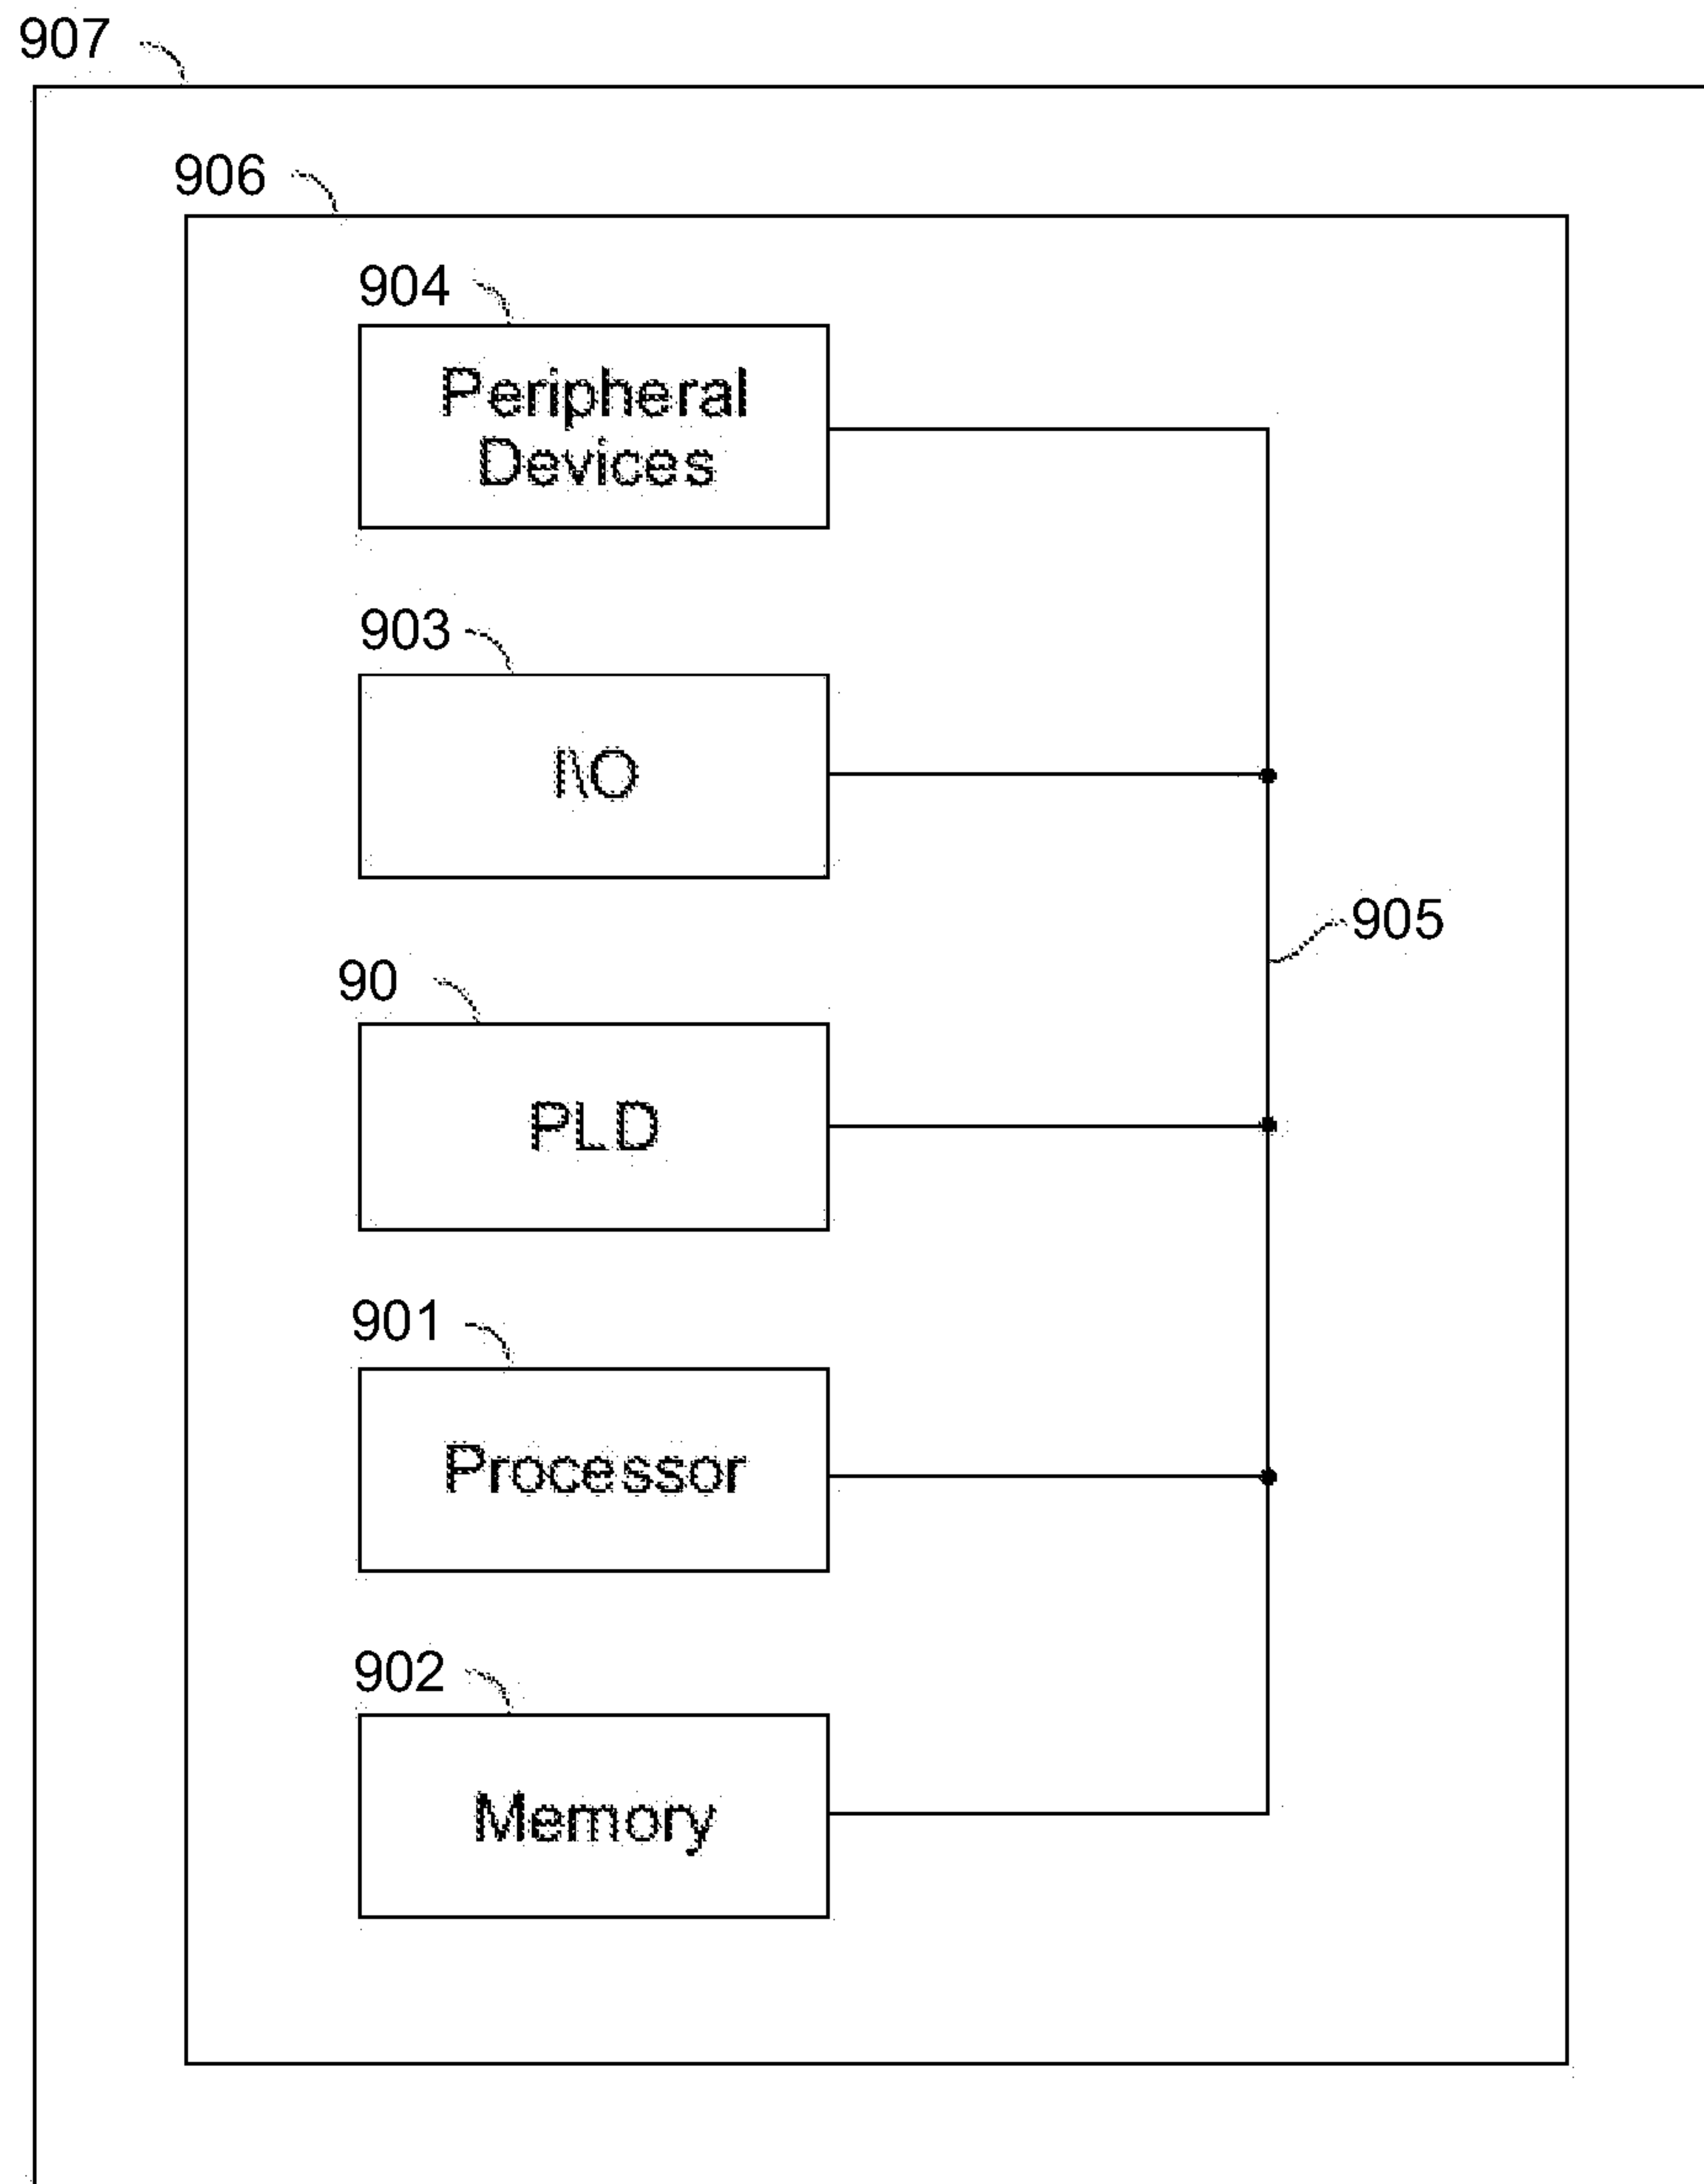 907
906
904
Peripheral
Devices
903
I\O
905
90
PLD
901
Processor
902
Memory